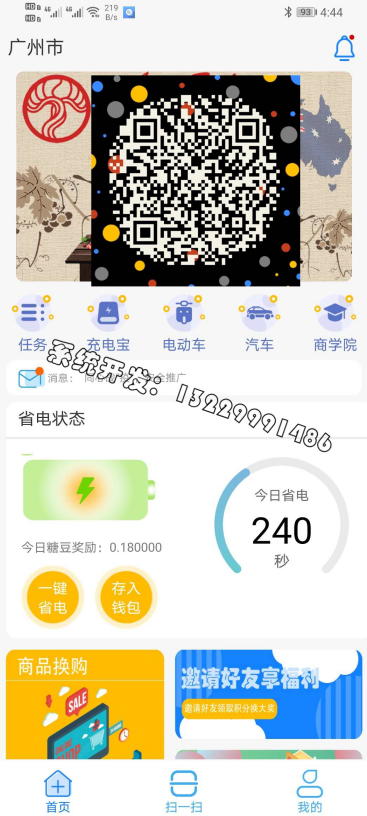 219
B/s
93
4:44
广州市
任务
充电宝
电动车
汽车
商学院
系统开发：13229991486
消息：
全推广
省电状态
今日糖豆奖励：0.180000
今日省电
240
秒
一键
省电
存入
钱包
商品换购
SALE
邀请好友享福利
邀请好友领取积分换大奖
首页
扫一扫
我的